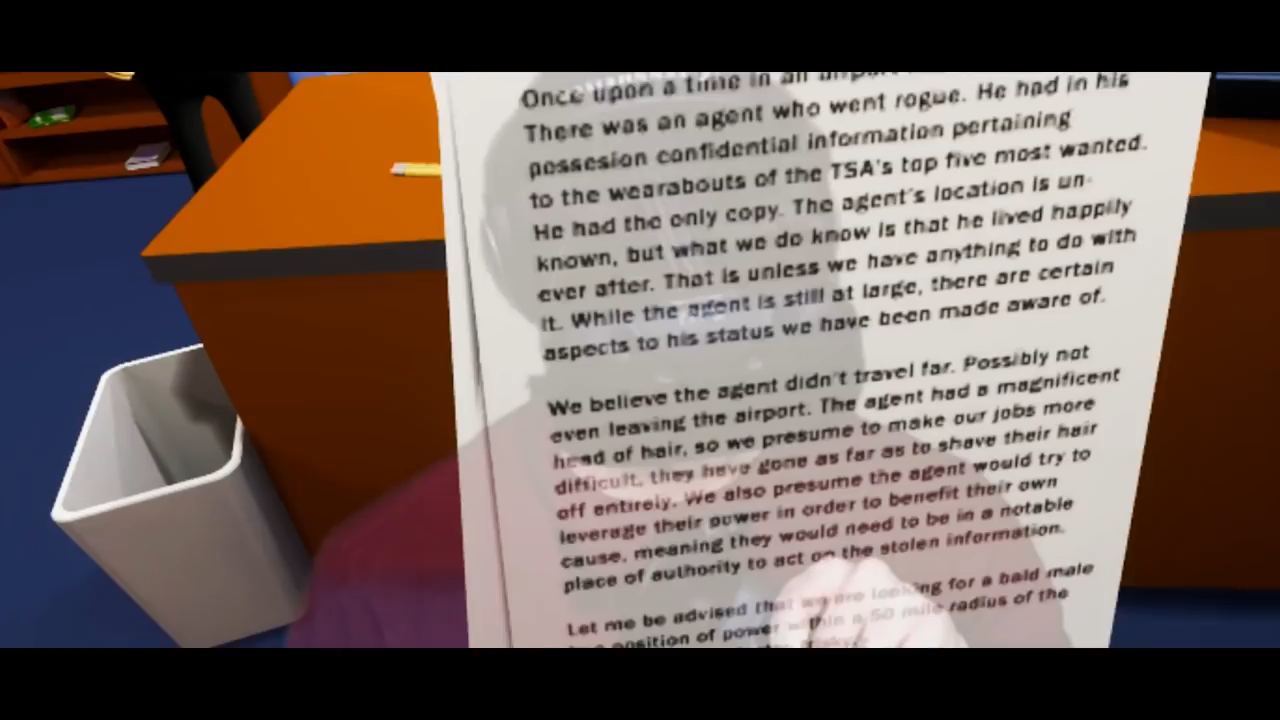 Once upon a time in an
There was an agent who went rogue. He had in his
possesion confidential information pertaining
to the wearabouts of the TSA's top five most wanted.
He had the only copy. The agent's location is un-
known, but what we do know is that he lived happily
ever after. That is unless we have anything to do with
it. While the agent is still at large, there are certain
aspects to his status we have been made aware of.
We believe the agent didn't travel far. Possibly not
even leaving the airport. The agent had a magnificent
head of hair, so we presume to make our jobs more
difficult, they have gone as far as to shave their hair
off entirely. We also presume the agent would try to
leverage their power in order to benefit their own
cause, meaning they would need to be in a notable
place of authority to act on the stolen information.
Let me be advised that we are looking for a bald male
position of power within a 50 mile radius of the